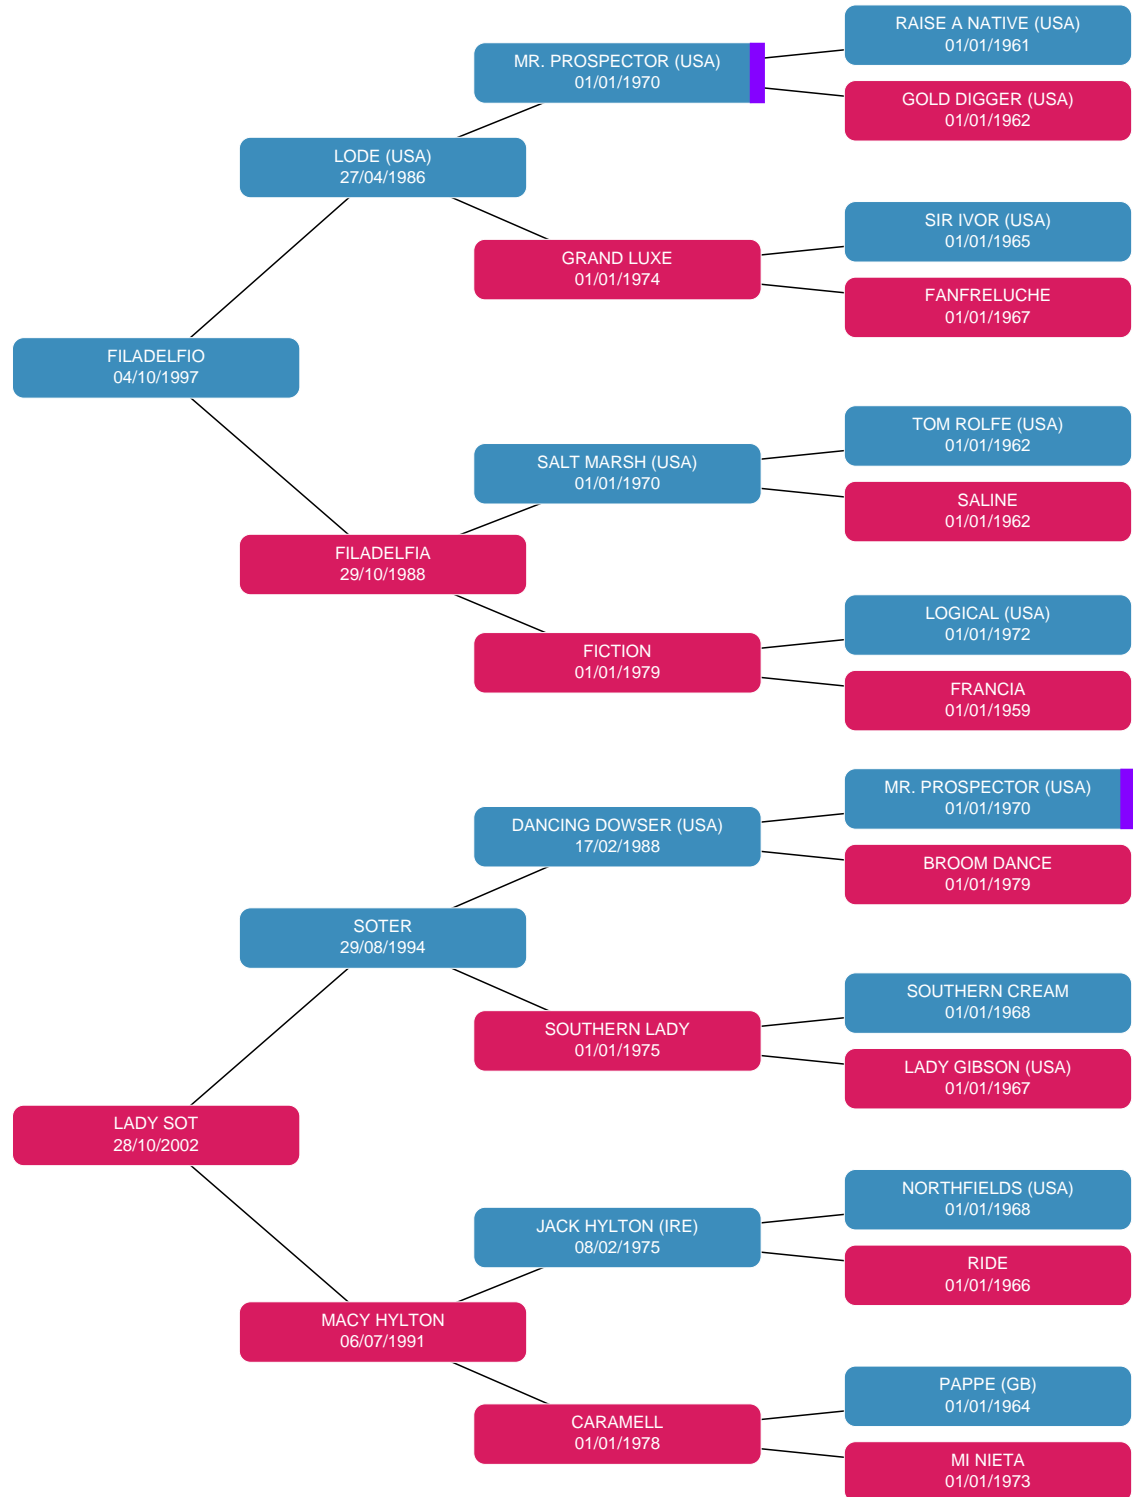 RAISE A NATIVE (USA)
01/01/1961
MR. PROSPECTOR (USA)
01/01/1970
GOLD DIGGER (USA)
01/01/1962
LODE (USA)
27/04/1986
SIR IVOR (USA)
01/01/1965
GRAND LUXE
01/01/1974
FANFRELUCHE
01/01/1967
FILADELFIO
04/10/1997
TOM ROLFE (USA)
01/01/1962
SALT MARSH (USA)
01/01/1970
SALINE
01/01/1962
FILADELFIA
29/10/1988
LOGICAL (USA)
01/01/1972
FICTION
01/01/1979
FRANCIA
01/01/1959
MR. PROSPECTOR (USA)
01/01/1970
DANCING DOWSER (USA)
17/02/1988
BROOM DANCE
01/01/1979
SOTER
29/08/1994
SOUTHERN CREAM
01/01/1968
SOUTHERN LADY
01/01/1975
LADY GIBSON (USA)
01/01/1967
LADY SOT
28/10/2002
NORTHFIELDS (USA)
01/01/1968
JACK HYLTON (IRE)
08/02/1975
RIDE
01/01/1966
MACY HYLTON
06/07/1991
PAPPE (GB)
01/01/1964
CARAMELL
01/01/1978
MI NIETA
01/01/1973